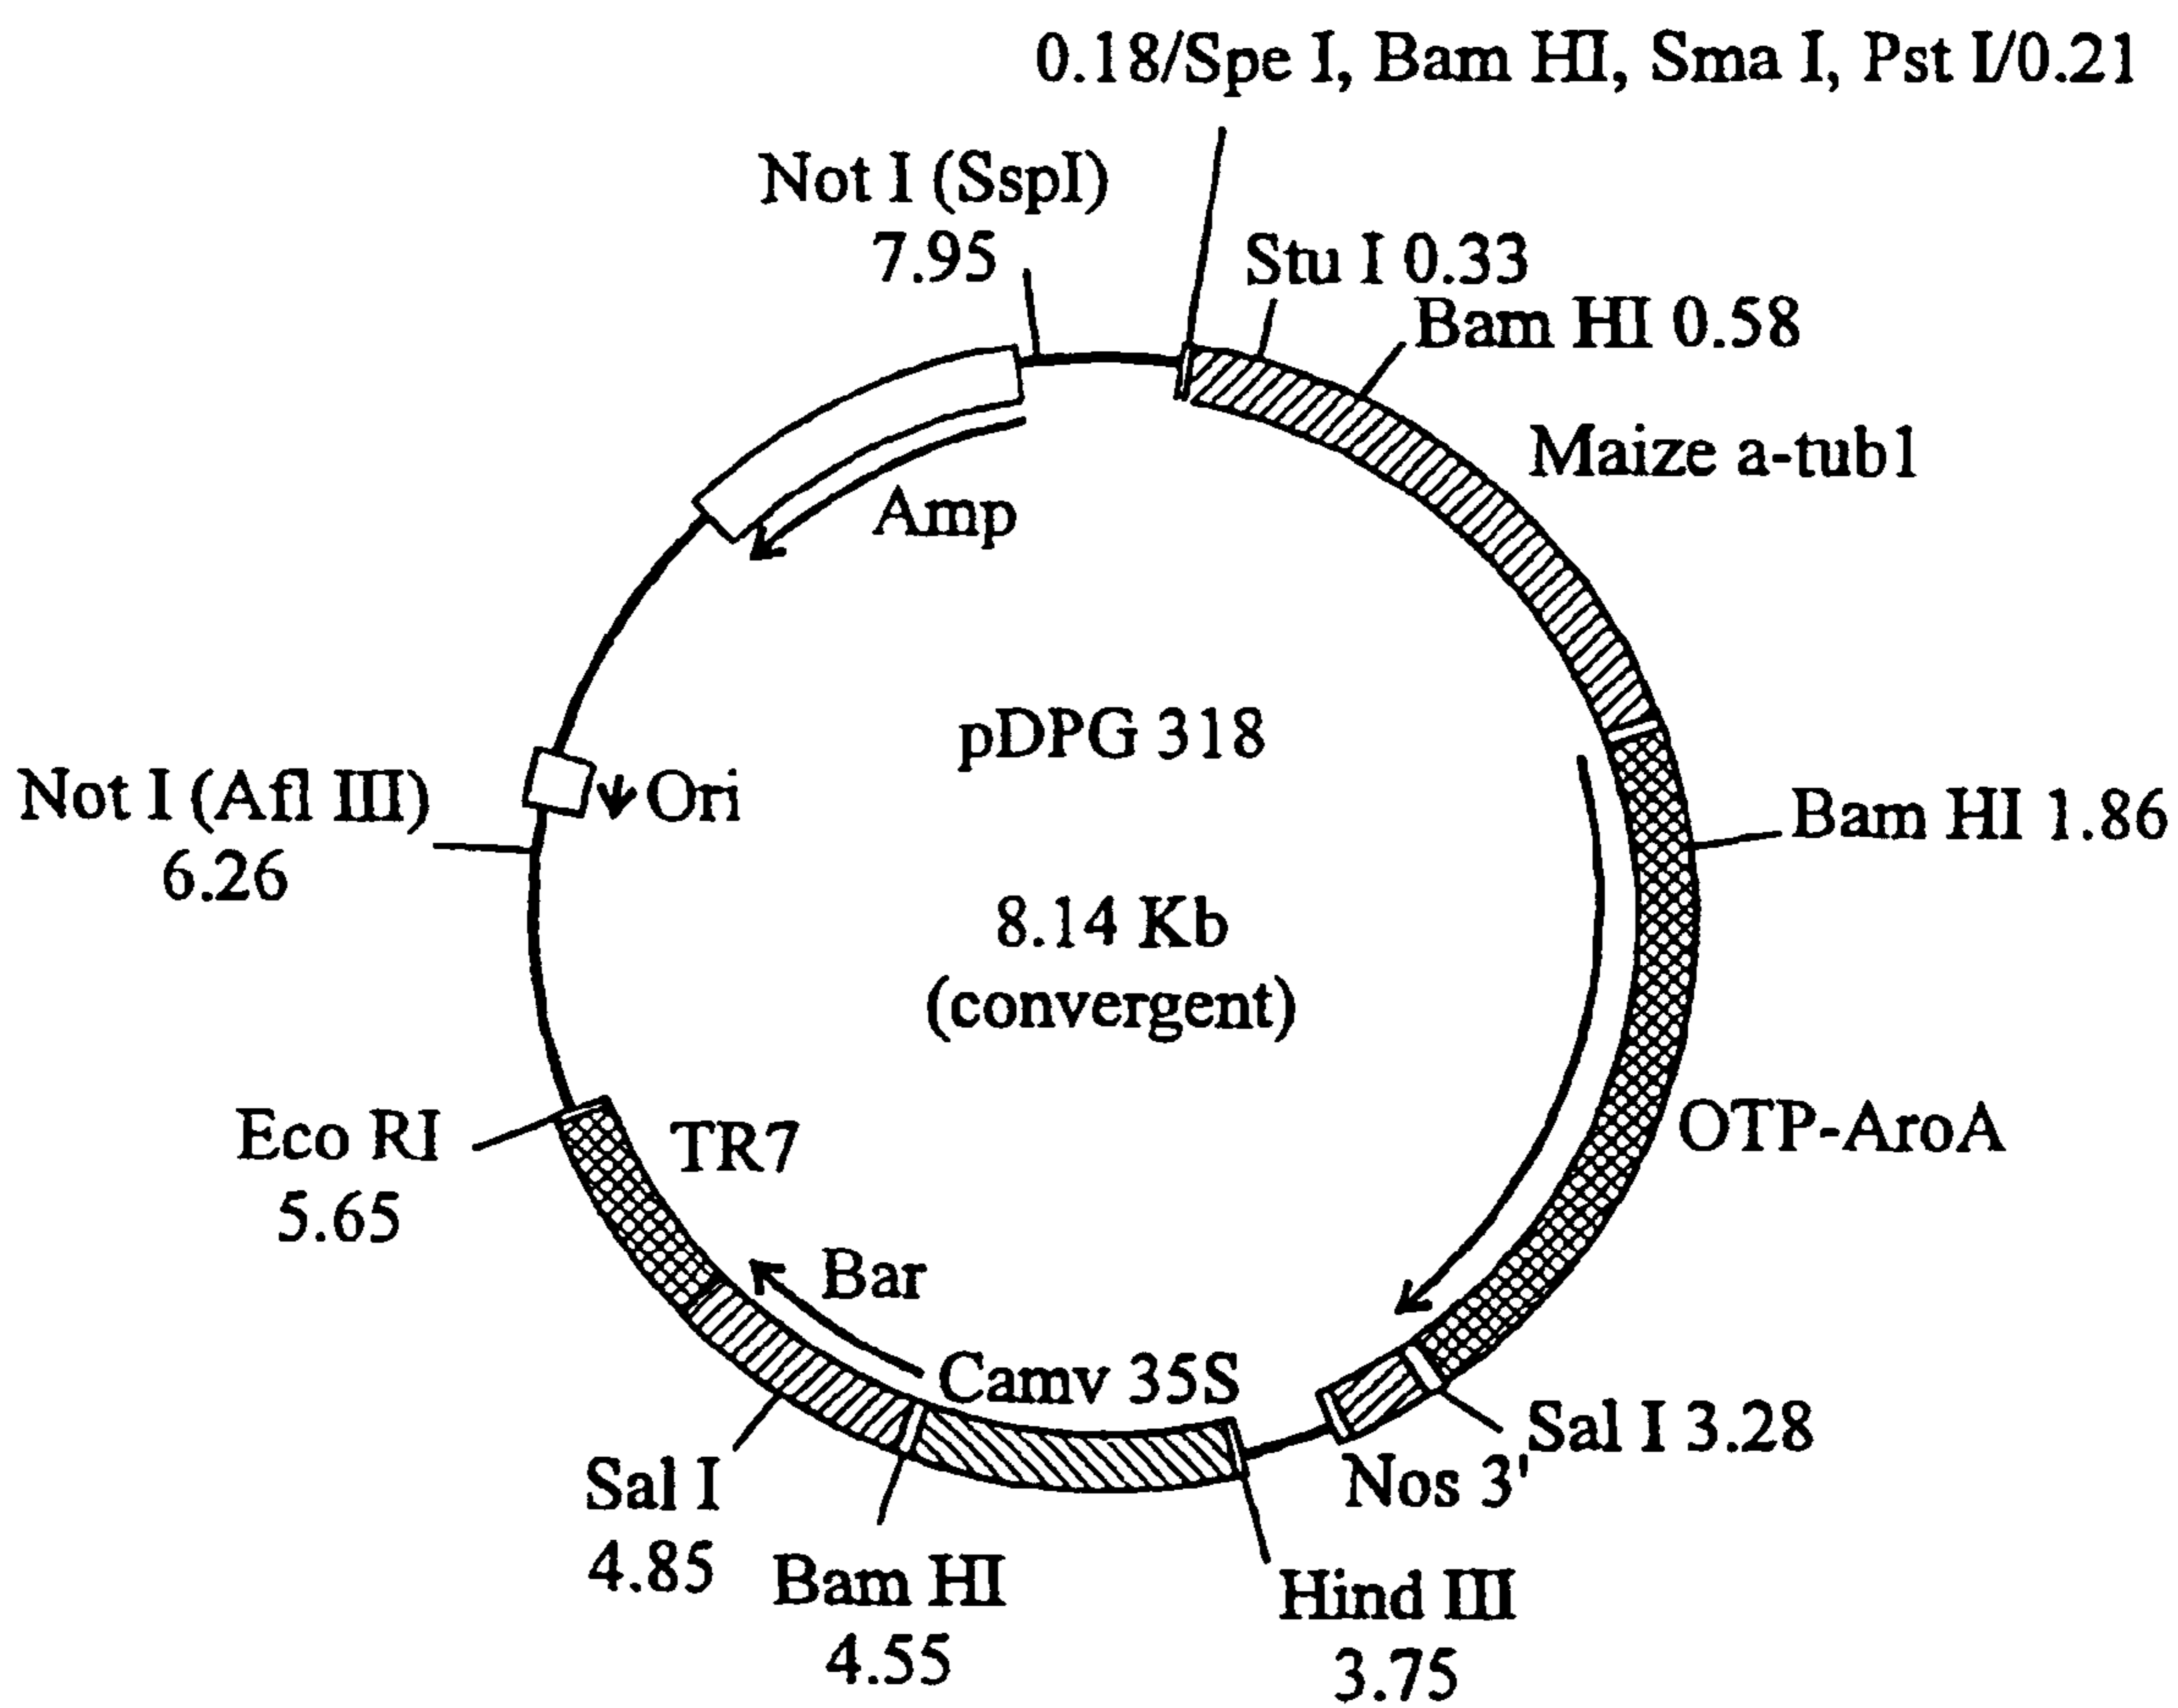 0.18/Spe I, Bam HI, Sma I, Pst I/0.21
Not I (SspI)
7.95
Stu I 0.33
Bam HI 0.58
Maize a-tub1
Amp
pDPG 318
Not I (Afl III)
6.26
Ori
Bam HI 1.86
8.14 Kb
(convergent)
Eco RI
5.65
TR7
OTP-AroA
Bar
Camv 35S
Sal I 3.28
Nos 3'
Sal I
4.85
Bam HI
4.55
Hind III
3.75